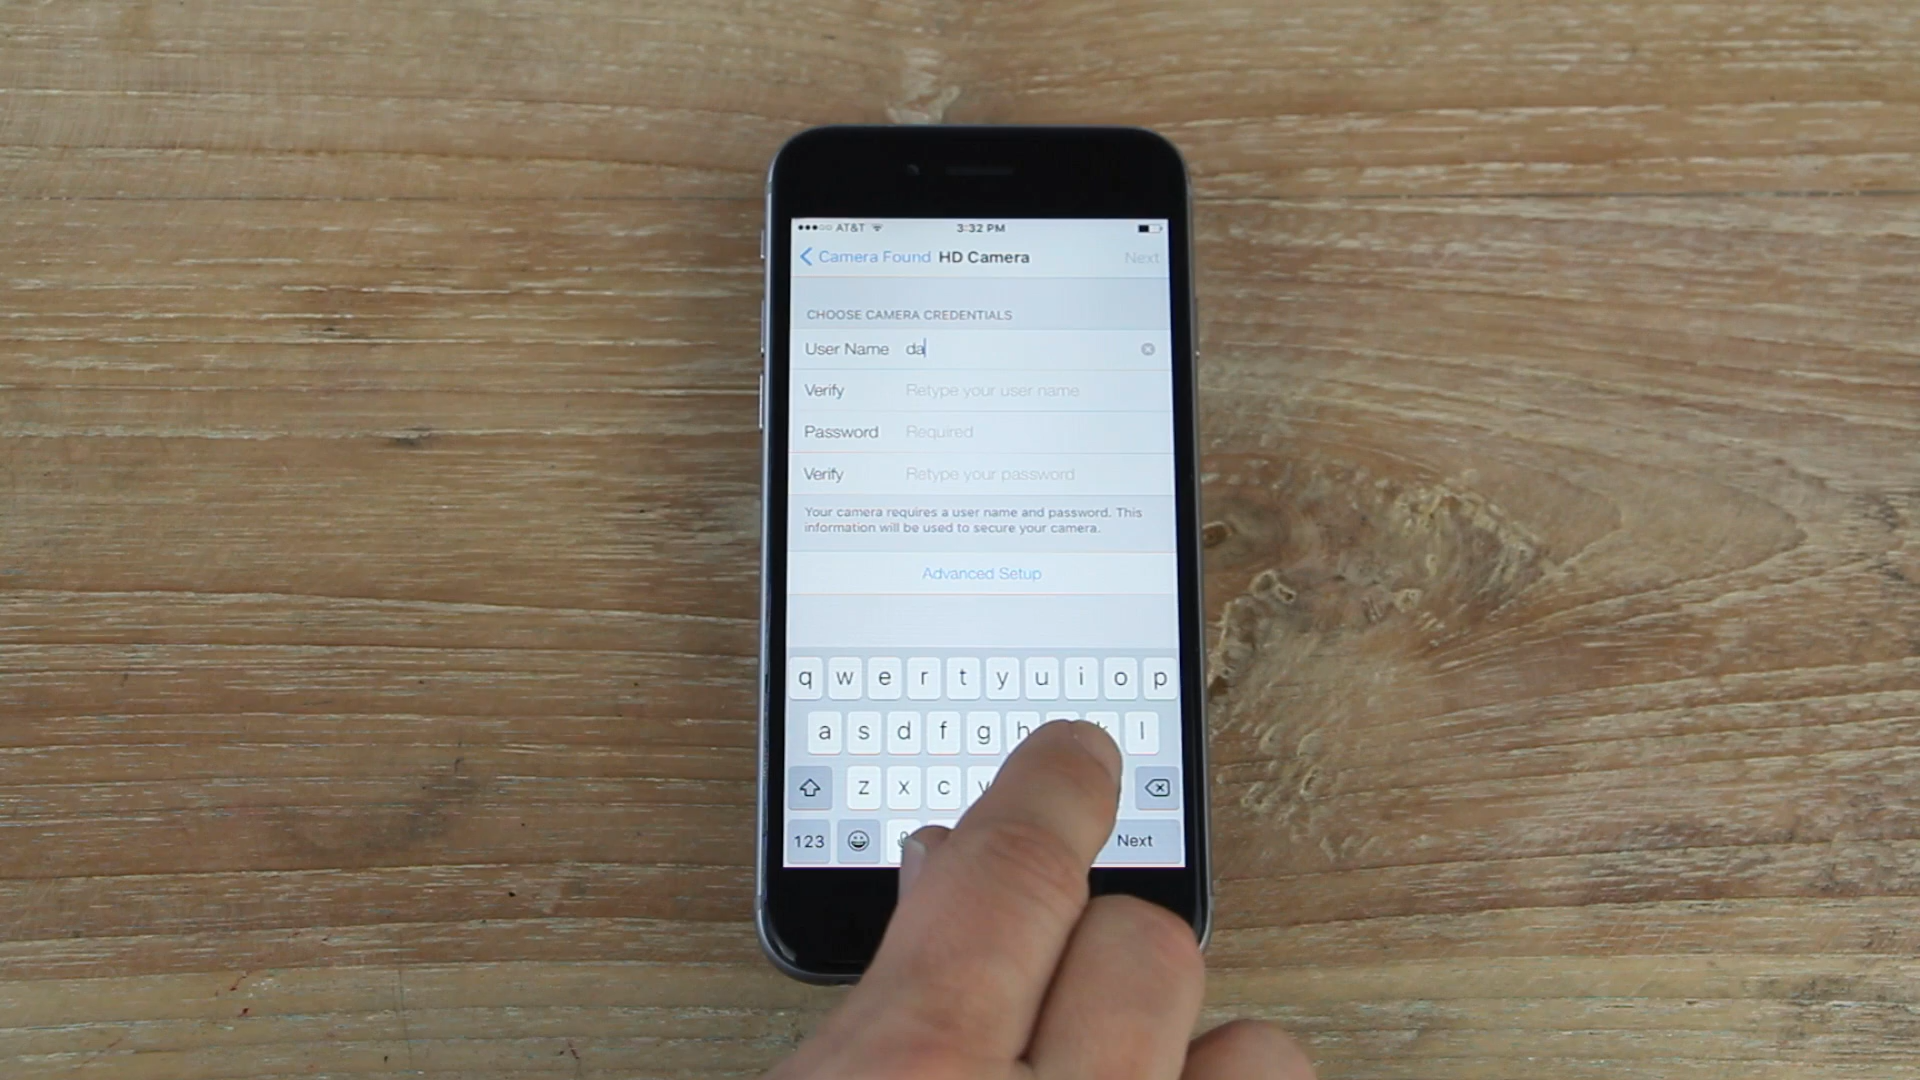 AT&T 3:32 PM
Camera Found HD Camera Next
CHOOSE CAMERA CREDENTIALS
User Name da
Verify Retype your user name
Password Required
Verify Retype your password
Your camera requires a user name and password. This
information will be used to secure your camera.
Advanced Setup
q w e r t y u i o p
a s d f g h k l
z x c v
123 Next